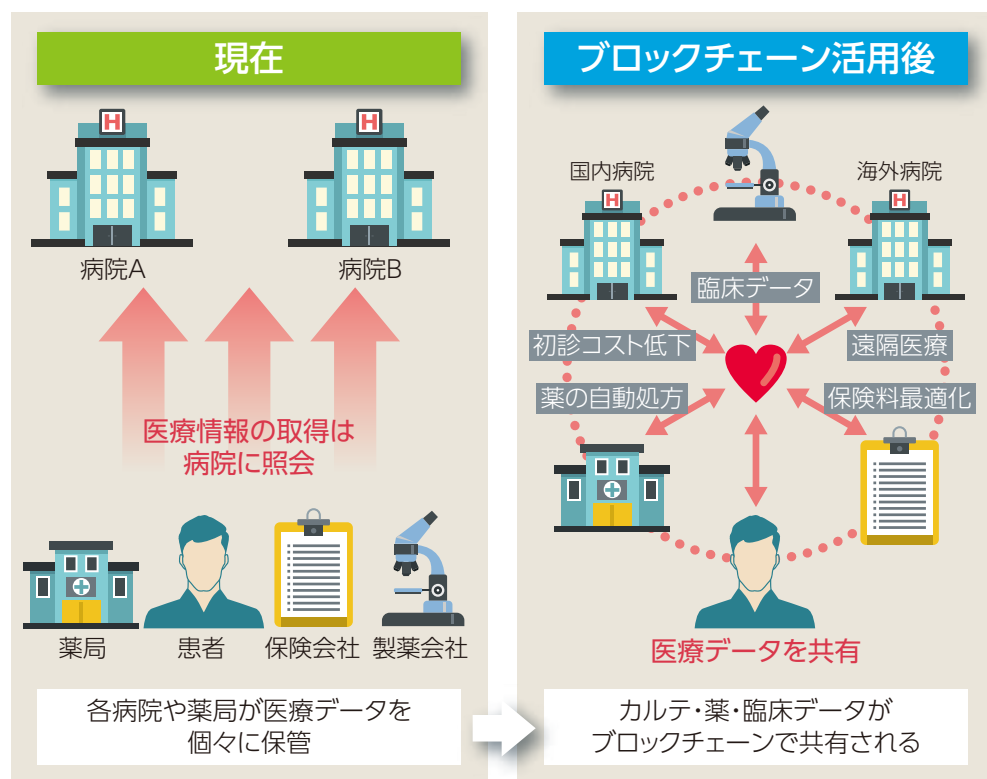 現在
H
H
病院A
病院B
医療情報の取得は
病院に照会
薬局
患者
保険会社
製薬会社
各病院や薬局が医療データを
個々に保管
ブロックチェーン活用後
国内病院
海外病院
H
H
臨床データ
初診コスト低下
遠隔医療
薬の自動処方
保険料最適化
医療データを共有
カルテ・薬・臨床データが
ブロックチェーンで共有される